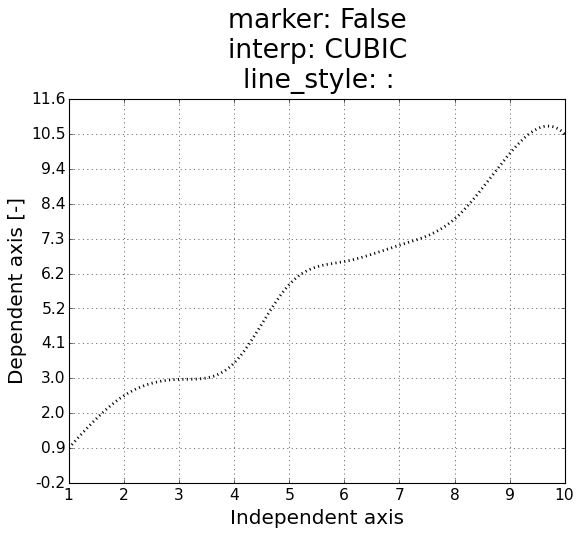 marker: False
interp: CUBIC
line_style: :
11.6
10.5
9.4
8.4
7.3
6.2
5.2
4.1
3.0
2.0
0.9
-0.2
Dependent axis [-]
1 2 3 4 5 6 7 8 9 10
Independent axis